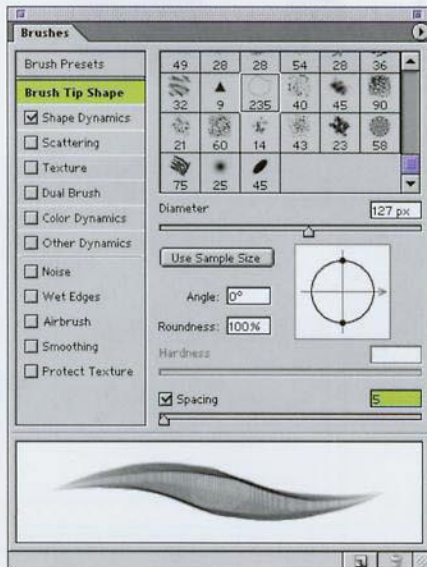 Brushes
Brush Presets
Brush Tip Shape
Shape Dynamics
Scattering
Texture
Dual Brush
Color Dynamics
Other Dynamics
Noise
Wet Edges
Airbrush
Smoothing
Protect Texture
49 28 28 54 28 36
32 9 235 40 45 90
21 60 14 43 23 58
75 25 45
Diameter 127 px
Use Sample Size
Angle: 0°
Roundness: 100%
Hardness
Spacing 5